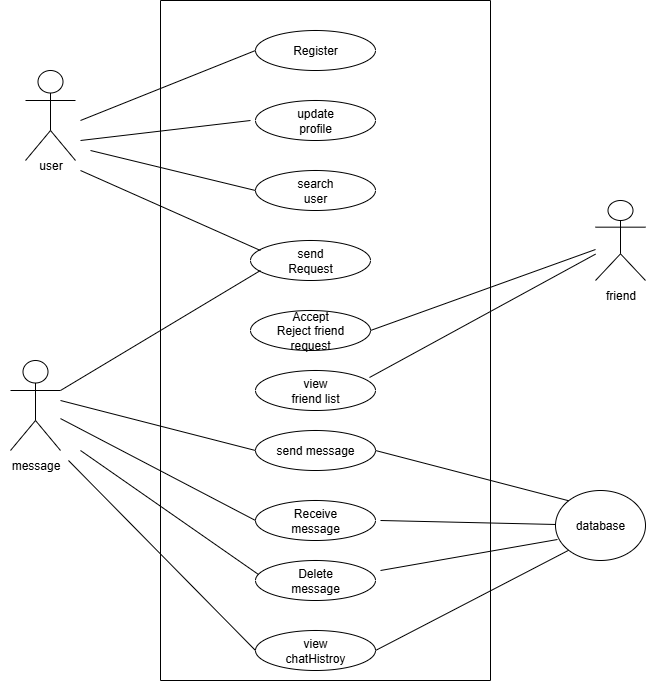 Register
update
profile
user
search
user
send
Request
friend
Accept
Reject friend
request
view
friend list
message
send message
Receive
message
database
Delete
message
view
chatHistroy